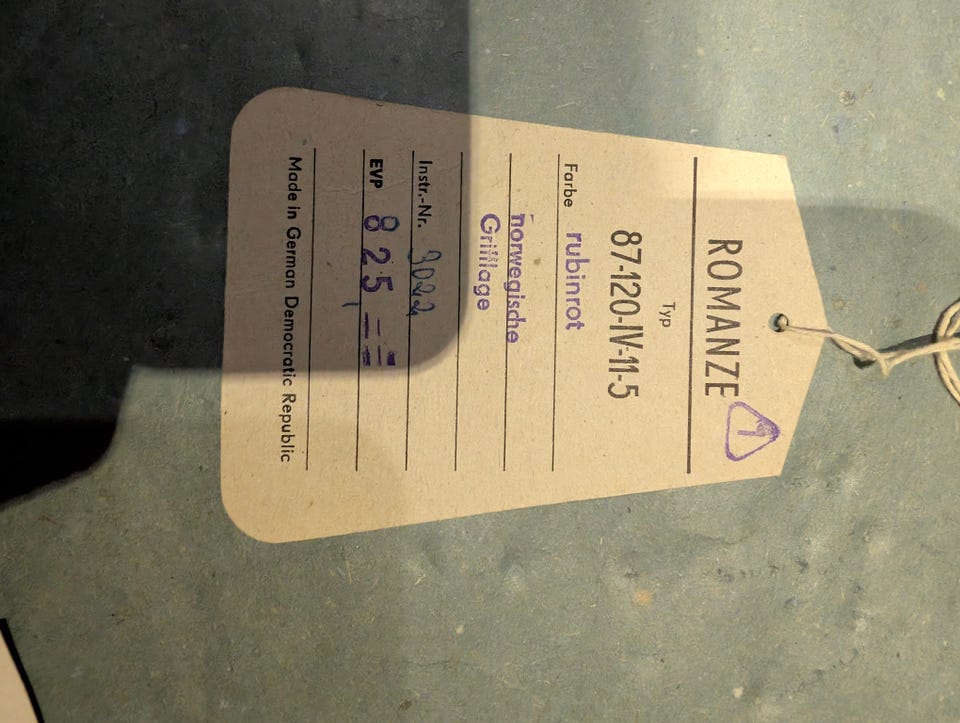 ROMANZE 1
Typ
87-120-IV-11-5
Farbe rubinrot
norwegische
Grifflage
Instr.-Nr. 3022
EVP 825,--
Made in German Democratic Republic